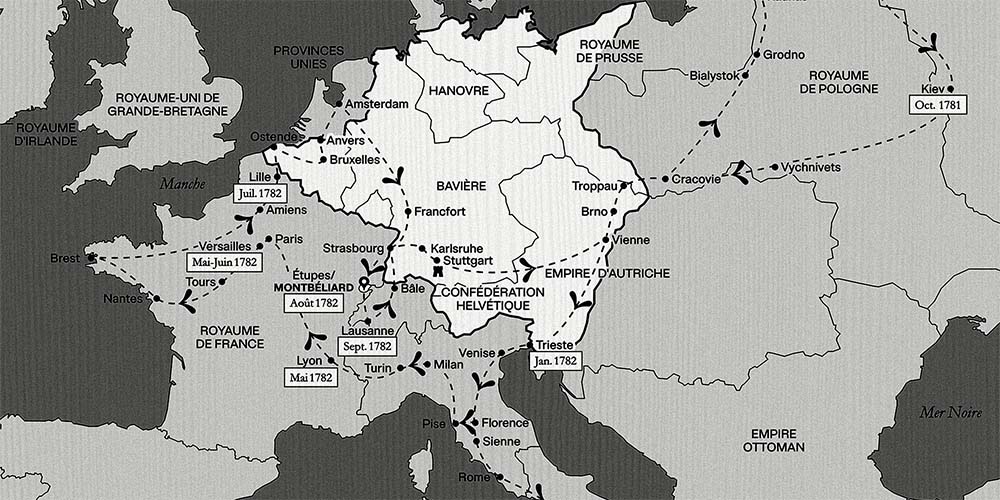 PROVINCES
UNIES
ROYAUME
DE PRUSSE
Grodno
Bialystok
ROYAUME
DE POLOGNE
Kiev
Oct. 1781
HANOVRE
ROYAUME-UNI DE
GRANDE-BRETAGNE
Amsterdam
ROYAUME
D'IRLANDE
Ostende
Anvers
Bruxelles
Vychnivets
Cracovie
Troppau
BAVIÈRE
Manche
Lille
Juil. 1782
Amiens
Francfort
Brno
Vienne
Paris
Versailles
Mai-Juin 1782
Brest
Strasbourg
Karlsruhe
Stuttgart
EMPIRE D'AUTRICHE
Étupes/
MONTBÉLIARD
Août 1782
Bâle
CONFÉDÉRATION
HELVÉTIQUE
Tours
Nantes
ROYAUME
DE FRANCE
Lausanne
Sept. 1782
Trieste
Jan. 1782
Venise
Lyon
Mai 1782
Turin
Milan
Pise
Florence
Sienne
Rome
Mer Noire
EMPIRE
OTTOMAN